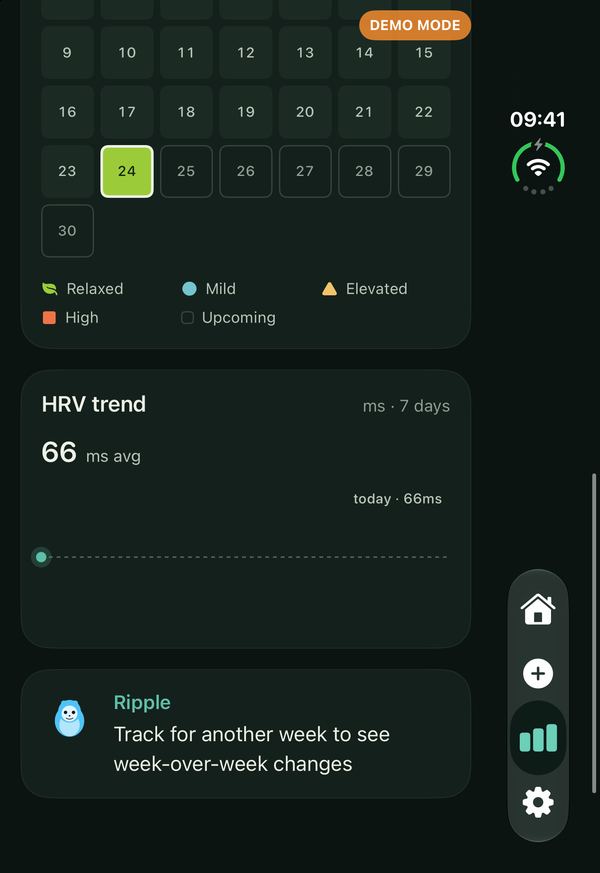 DEMO MODE
9 10 11 12 13 14 15
09:41
16 17 18 19 20 21 22
23 24 25 26 27 28 29
30
Relaxed Mild Elevated
High Upcoming
HRV trend ms · 7 days
66 ms avg
today · 66ms
Ripple
Track for another week to see
week-over-week changes